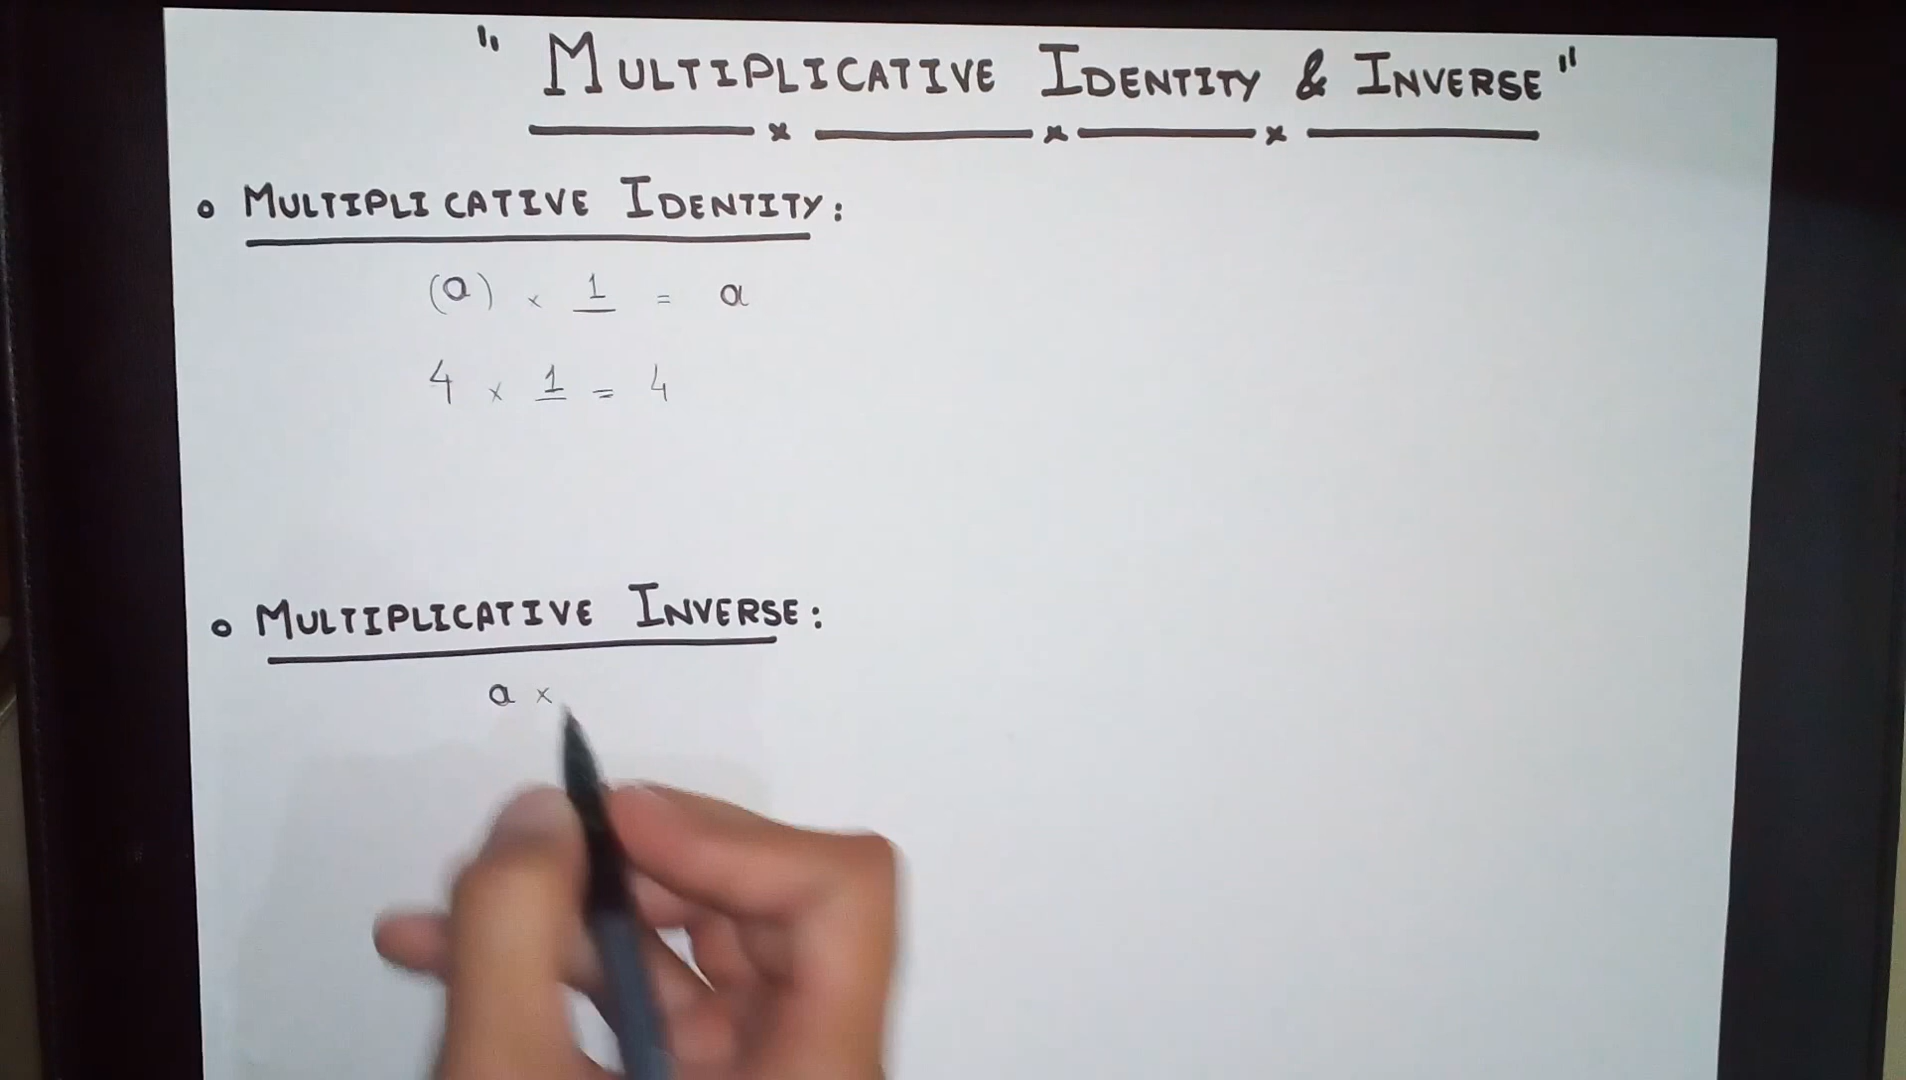 " MULTIPLICATIVE IDENTITY & INVERSE "
MULTIPLICATIVE IDENTITY:
(a) × 1 = a
4 × 1 = 4
MULTIPLICATIVE INVERSE:
a ×